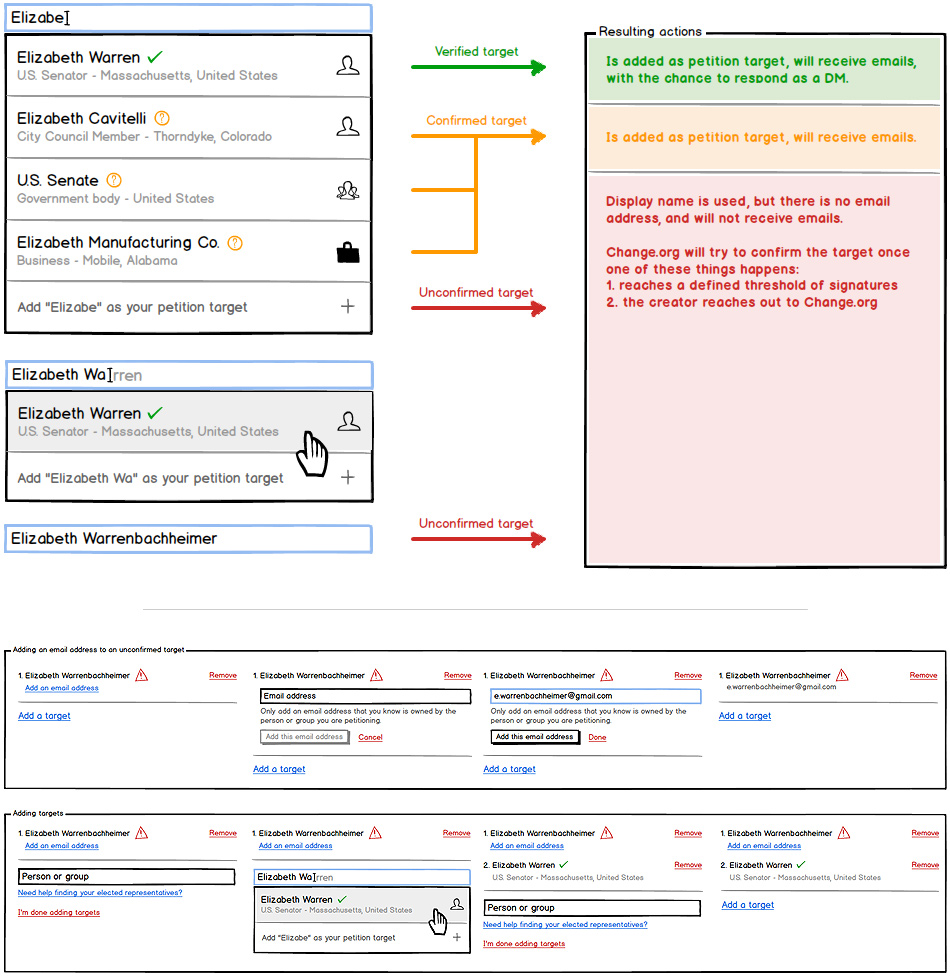 Elizabe
Elizabeth Warren
U.S. Senator - Massachusetts, United States
Elizabeth Cavitelli ?
City Council Member - Thorndyke, Colorado
U.S. Senate ?
Government body - United States
Elizabeth Manufacturing Co. ?
Business - Mobile, Alabama
Add "Elizabe" as your petition target +
Verified target
Confirmed target
Unconfirmed target
Resulting actions
Is added as petition target, will receive emails,
with the chance to respond as a DM.
Is added as petition target, will receive emails.
Display name is used, but there is no email
address, and will not receive emails.
Change.org will try to confirm the target once
one of these things happens:
1. reaches a defined threshold of signatures
2. the creator reaches out to Change.org
Elizabeth Warren
Elizabeth Warren
U.S. Senator - Massachusetts, United States
Add "Elizabeth Wa" as your petition target +
Elizabeth Warrenbachheimer
Unconfirmed target
Adding an email address to an unconfirmed target
1. Elizabeth Warrenbachheimer ! Remove
Add an email address
Add a target
1. Elizabeth Warrenbachheimer ! Remove
Email address
Only add an email address that you know is owned by the
person or group you are petitioning.
Add this email address Cancel
Add a target
1. Elizabeth Warrenbachheimer ! Remove
e.warrenbachheimer@gmail.com
Only add an email address that you know is owned by the
person or group you are petitioning.
Add this email address Done
Add a target
1. Elizabeth Warrenbachheimer ! Remove
e.warrenbachheimer@gmail.com
Add a target
Adding targets
1. Elizabeth Warrenbachheimer ! Remove
Add an email address
Person or group
Need help finding your elected representatives?
I'm done adding targets
1. Elizabeth Warrenbachheimer ! Remove
Add an email address
Elizabeth Warren
Elizabeth Warren
U.S. Senator - Massachusetts, United States
Add "Elizabe" as your petition target +
1. Elizabeth Warrenbachheimer ! Remove
Add an email address
2. Elizabeth Warren Remove
U.S. Senator - Massachusetts, United States
Person or group
Need help finding your elected representatives?
I'm done adding targets
1. Elizabeth Warrenbachheimer ! Remove
Add an email address
2. Elizabeth Warren Remove
U.S. Senator - Massachusetts, United States
Add a target